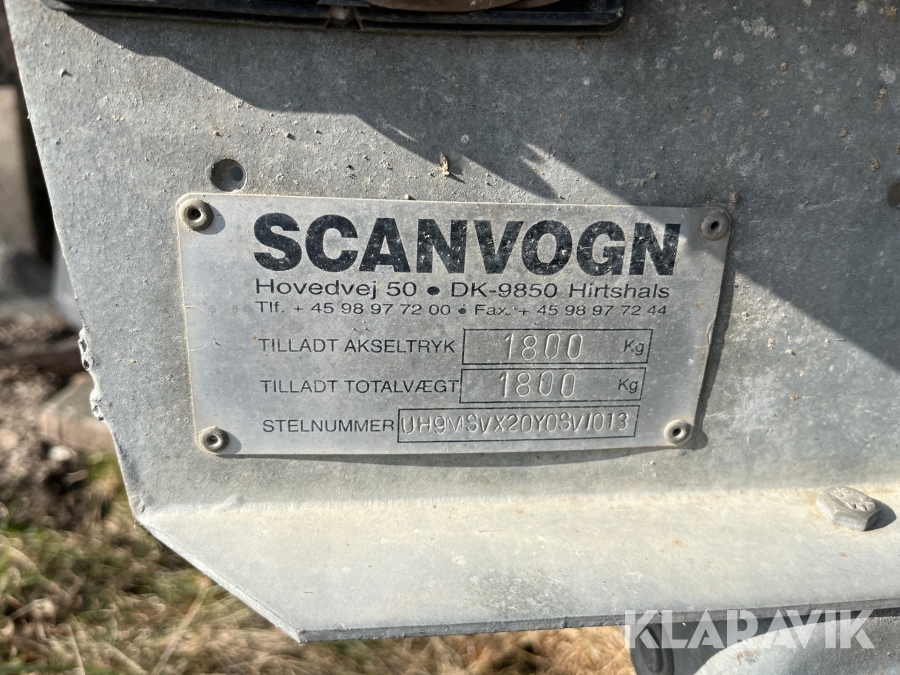 SCANVOGN
Hovedvej 50 • DK-9850 Hirtshals
Tlf. + 45 98 97 72 00 • Fax. + 45 98 97 72 44
TILLADT AKSELTRYK 1800 Kg
TILLADT TOTALVÆGT 1800 Kg
STELNUMMER UH9MSVX20Y0SVJ013
KLARAVIK